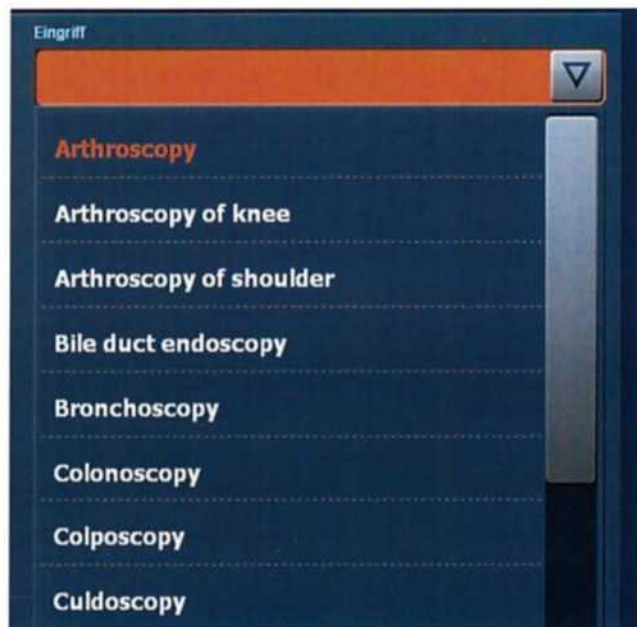 Eingriff
Arthroscopy
Arthroscopy of knee
Arthroscopy of shoulder
Bile duct endoscopy
Bronchoscopy
Colonoscopy
Colposcopy
Culdoscopy